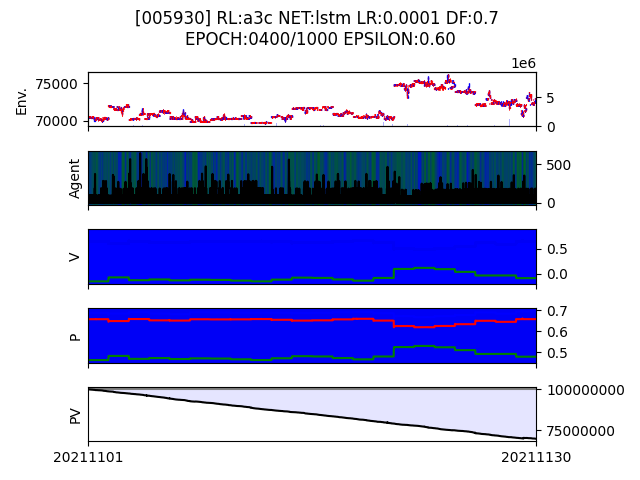 [005930] RL:a3c NET:lstm LR:0.0001 DF:0.7
EPOCH:0400/1000 EPSILON:0.60
1e6
Env.
75000
70000
5
0
Agent
500
0
V
0.5
0.0
P
0.7
0.6
0.5
PV
100000000
75000000
20211101
20211130